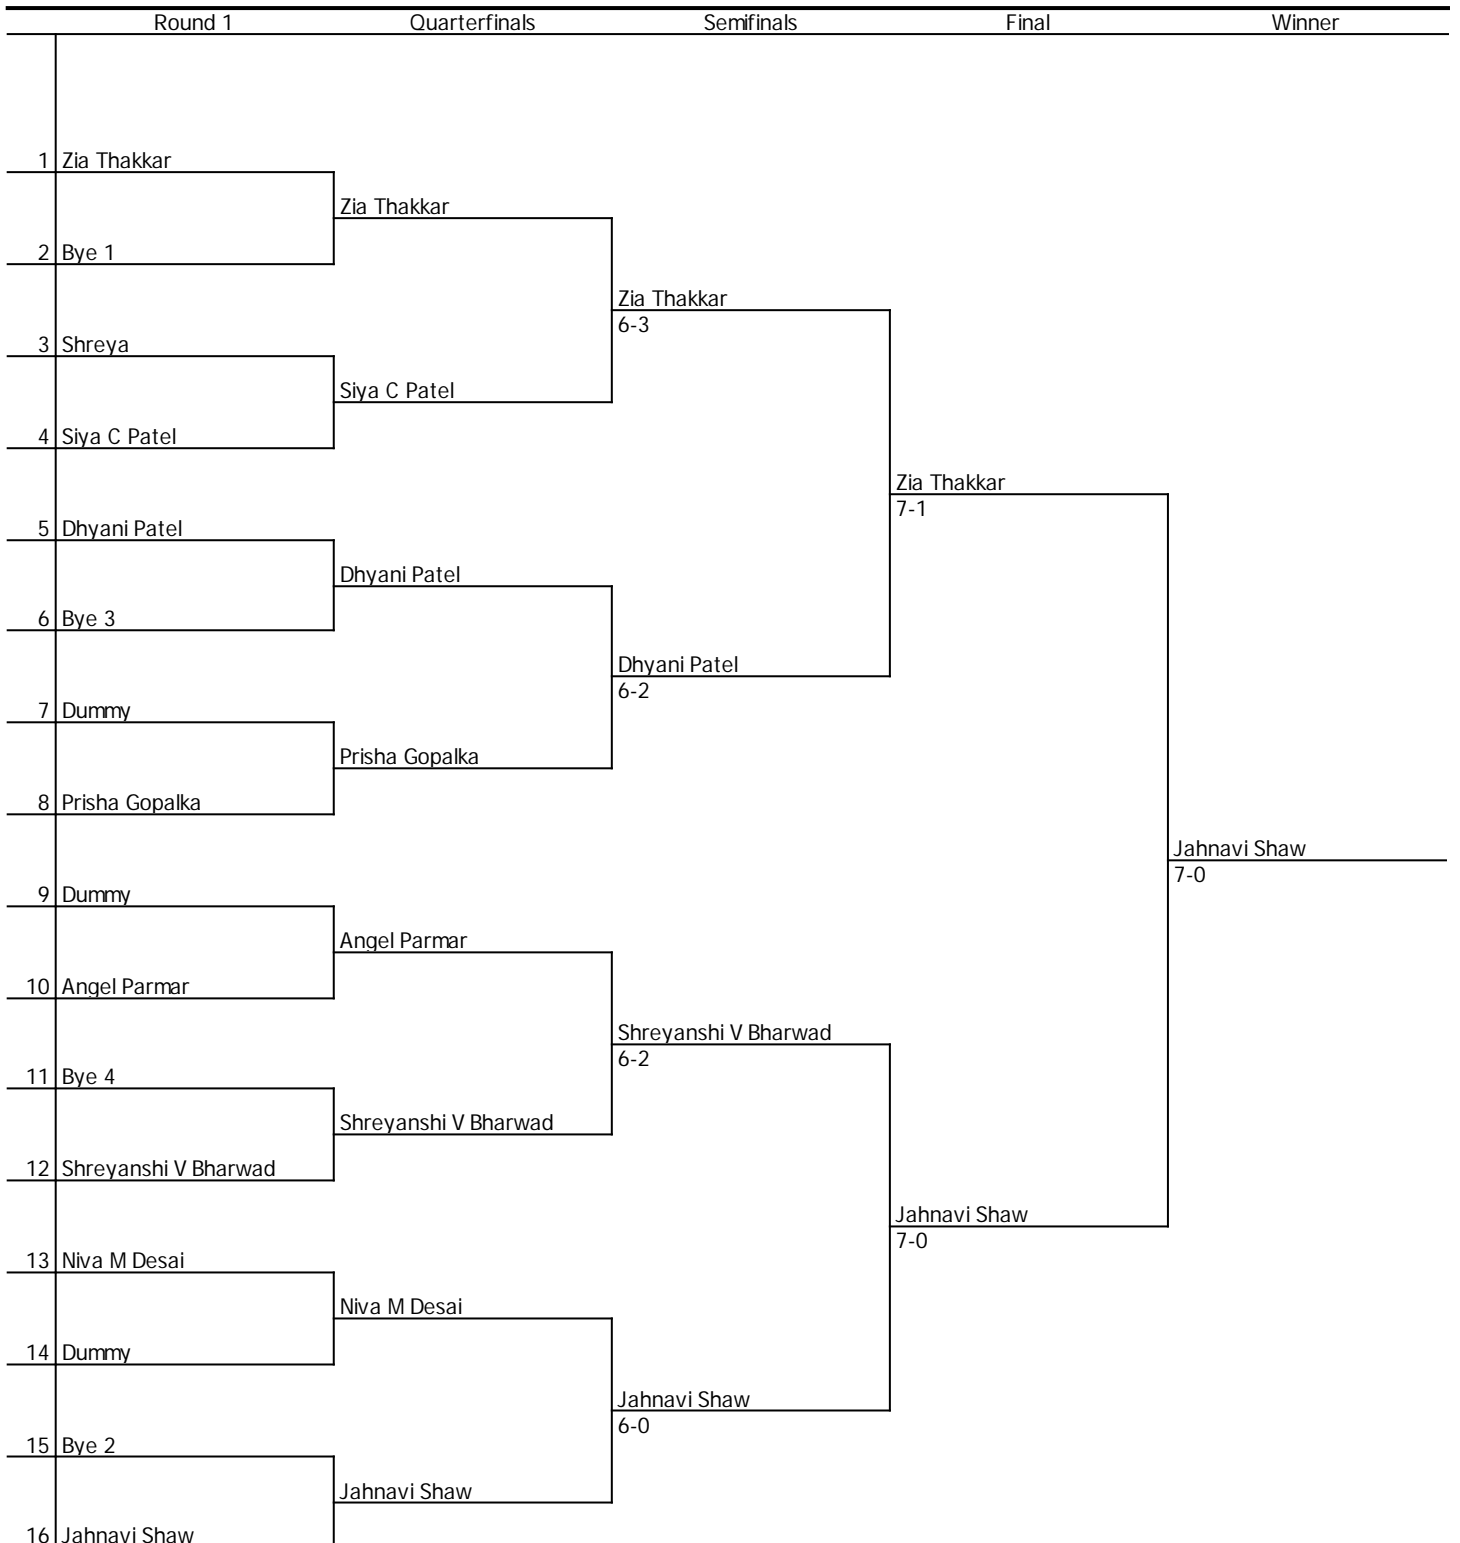 Round 1 Quarterfinals Semifinals Final Winner
1 Zia Thakkar
Zia Thakkar
2 Bye 1
Zia Thakkar
6-3
3 Shreya
Siya C Patel
4 Siya C Patel
Zia Thakkar
7-1
5 Dhyani Patel
Dhyani Patel
6 Bye 3
Dhyani Patel
6-2
7 Dummy
Prisha Gopalka
8 Prisha Gopalka
Jahnavi Shaw
7-0
9 Dummy
Angel Parmar
10 Angel Parmar
Shreyanshi V Bharwad
6-2
11 Bye 4
Shreyanshi V Bharwad
12 Shreyanshi V Bharwad
Jahnavi Shaw
7-0
13 Niva M Desai
Niva M Desai
14 Dummy
Jahnavi Shaw
6-0
15 Bye 2
Jahnavi Shaw
16 Jahnavi Shaw